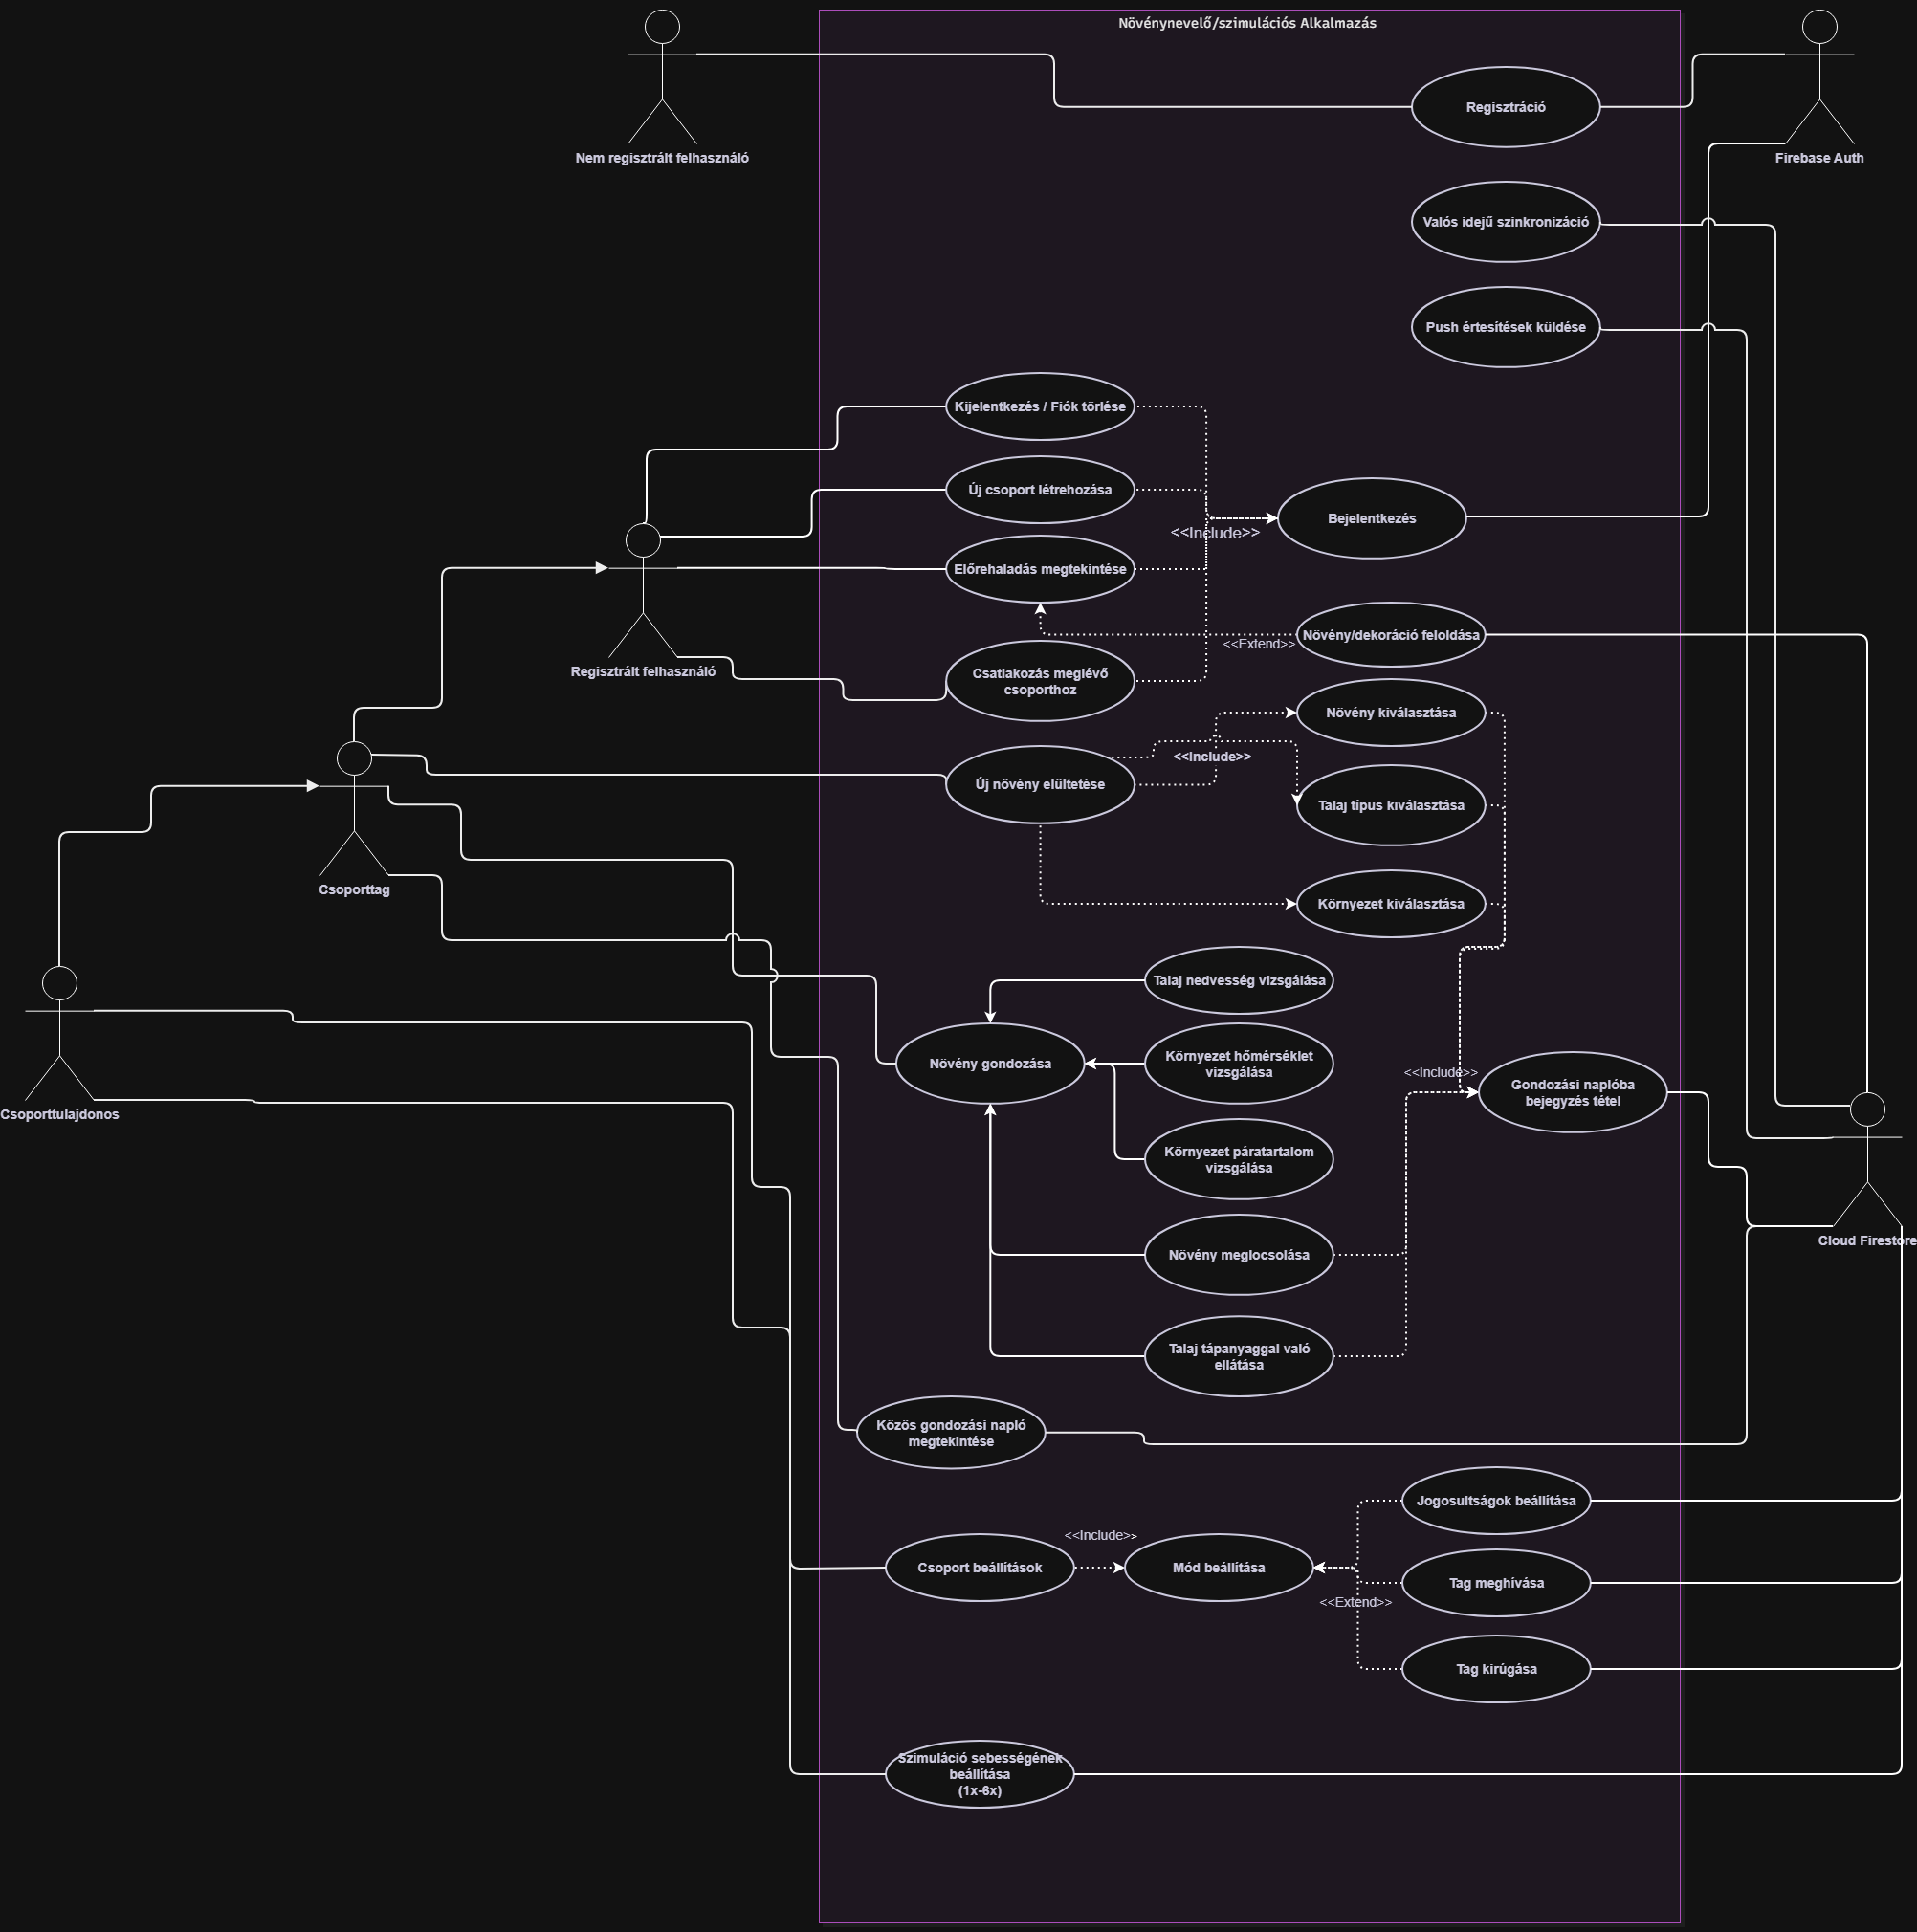 Növénynevelő/szimulációs Alkalmazás
Regisztráció
Nem regisztrált felhasználó
Firebase Auth
Valós idejű szinkronizáció
Push értesítések küldése
Kijelentkezés / Fiók törlése
Új csoport létrehozása
Bejelentkezés
<<Include>>
Előrehaladás megtekintése
Növény/dekoráció feloldása
<<Extend>>
Regisztrált felhasználó
Csatlakozás meglévő
csoporthoz
Növény kiválasztása
<<Include>>
Új növény elültetése
Talaj típus kiválasztása
Csoporttag
Környezet kiválasztása
Talaj nedvesség vizsgálása
Növény gondozása
Környezet hőmérséklet
vizsgálása
<<Include>>
Gondozási naplóba
bejegyzés tétel
Csoporttulajdonos
Környezet páratartalom
vizsgálása
Cloud Firestore
Növény meglocsolása
Talaj tápanyaggal való
ellátása
Közös gondozási napló
megtekintése
Jogosultságok beállítása
<<Include>>
Csoport beállítások
Mód beállítása
Tag meghívása
<<Extend>>
Tag kirúgása
Szimuláció sebességének
beállítása
(1x-6x)